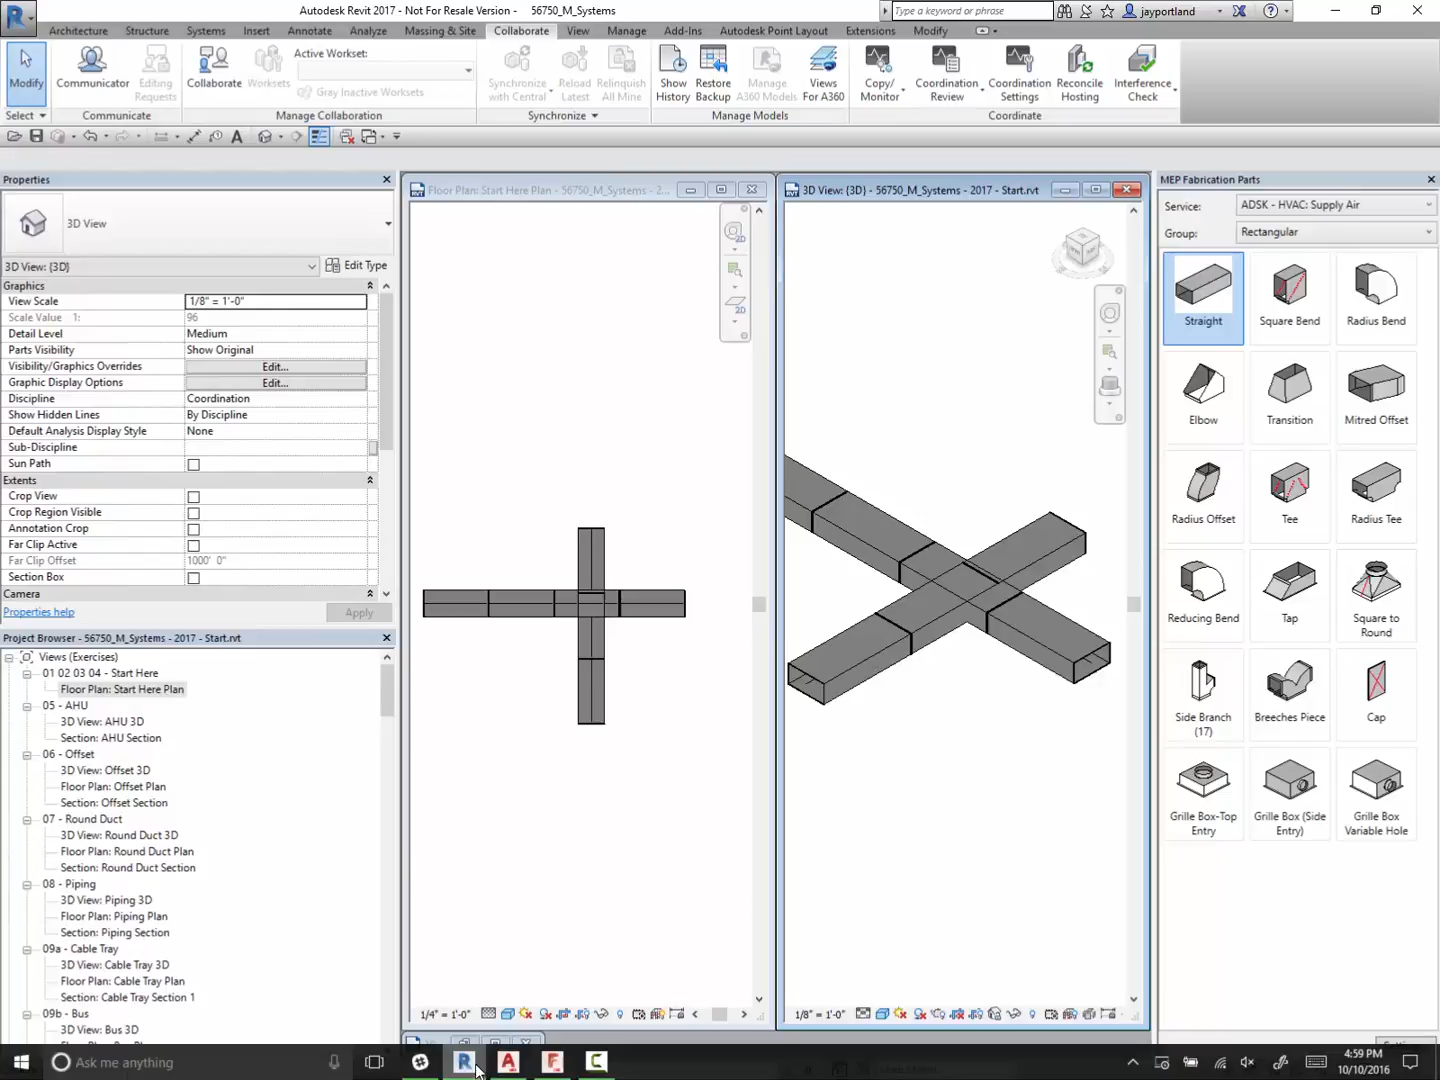 Autodesk Revit 2017 - Not For Resale Version - 56750_M_Systems
Type a keyword or phrase
jayportland
Architecture Structure Systems Insert Annotate Analyze Massing & Site Collaborate View Manage Add-Ins Autodesk Point Layout Extensions Modify
Modify
Communicator
Editing
Requests
Collaborate
Worksets
Active Workset:
Gray Inactive Worksets
Synchronize
with Central
Reload
Latest
Relinquish
All Mine
Show
History
Restore
Backup
Manage
A360 Models
Views
For A360
Copy/
Monitor
Coordination
Review
Coordination
Settings
Reconcile
Hosting
Interference
Check
Select Communicate Manage Collaboration Synchronize Manage Models Coordinate
Properties
3D View
3D View: {3D}
Edit Type
Graphics
View Scale 1/8" = 1'-0"
Scale Value 1: 96
Detail Level Medium
Parts Visibility Show Original
Visibility/Graphics Overrides Edit...
Graphic Display Options Edit...
Discipline Coordination
Show Hidden Lines By Discipline
Default Analysis Display Style None
Sub-Discipline
Sun Path
Extents
Crop View
Crop Region Visible
Annotation Crop
Far Clip Active
Far Clip Offset 1000' 0"
Section Box
Camera
Properties help
Apply
Project Browser - 56750_M_Systems - 2017 - Start.rvt
Views (Exercises)
01 02 03 04 - Start Here
Floor Plan: Start Here Plan
05 - AHU
3D View: AHU 3D
Section: AHU Section
06 - Offset
3D View: Offset 3D
Floor Plan: Offset Plan
Section: Offset Section
07 - Round Duct
3D View: Round Duct 3D
Floor Plan: Round Duct Plan
Section: Round Duct Section
08 - Piping
3D View: Piping 3D
Floor Plan: Piping Plan
Section: Piping Section
09a - Cable Tray
3D View: Cable Tray 3D
Floor Plan: Cable Tray Plan
Section: Cable Tray Section 1
09b - Bus
3D View: Bus 3D
Floor Plan: Start Here Plan - 56750_M_Systems - 2...
2D
2D
1/4" = 1'-0"
3D View: {3D} - 56750_M_Systems - 2017 - Start.rvt
1/8" = 1'-0"
MEP Fabrication Parts
Service: ADSK - HVAC: Supply Air
Group: Rectangular
Straight
Square Bend
Radius Bend
Elbow
Transition
Mitred Offset
Radius Offset
Tee
Radius Tee
Reducing Bend
Tap
Square to
Round
Side Branch
(17)
Breeches Piece
Cap
Grille Box-Top
Entry
Grille Box (Side
Entry)
Grille Box
Variable Hole
Ask me anything
4:59 PM
10/10/2016